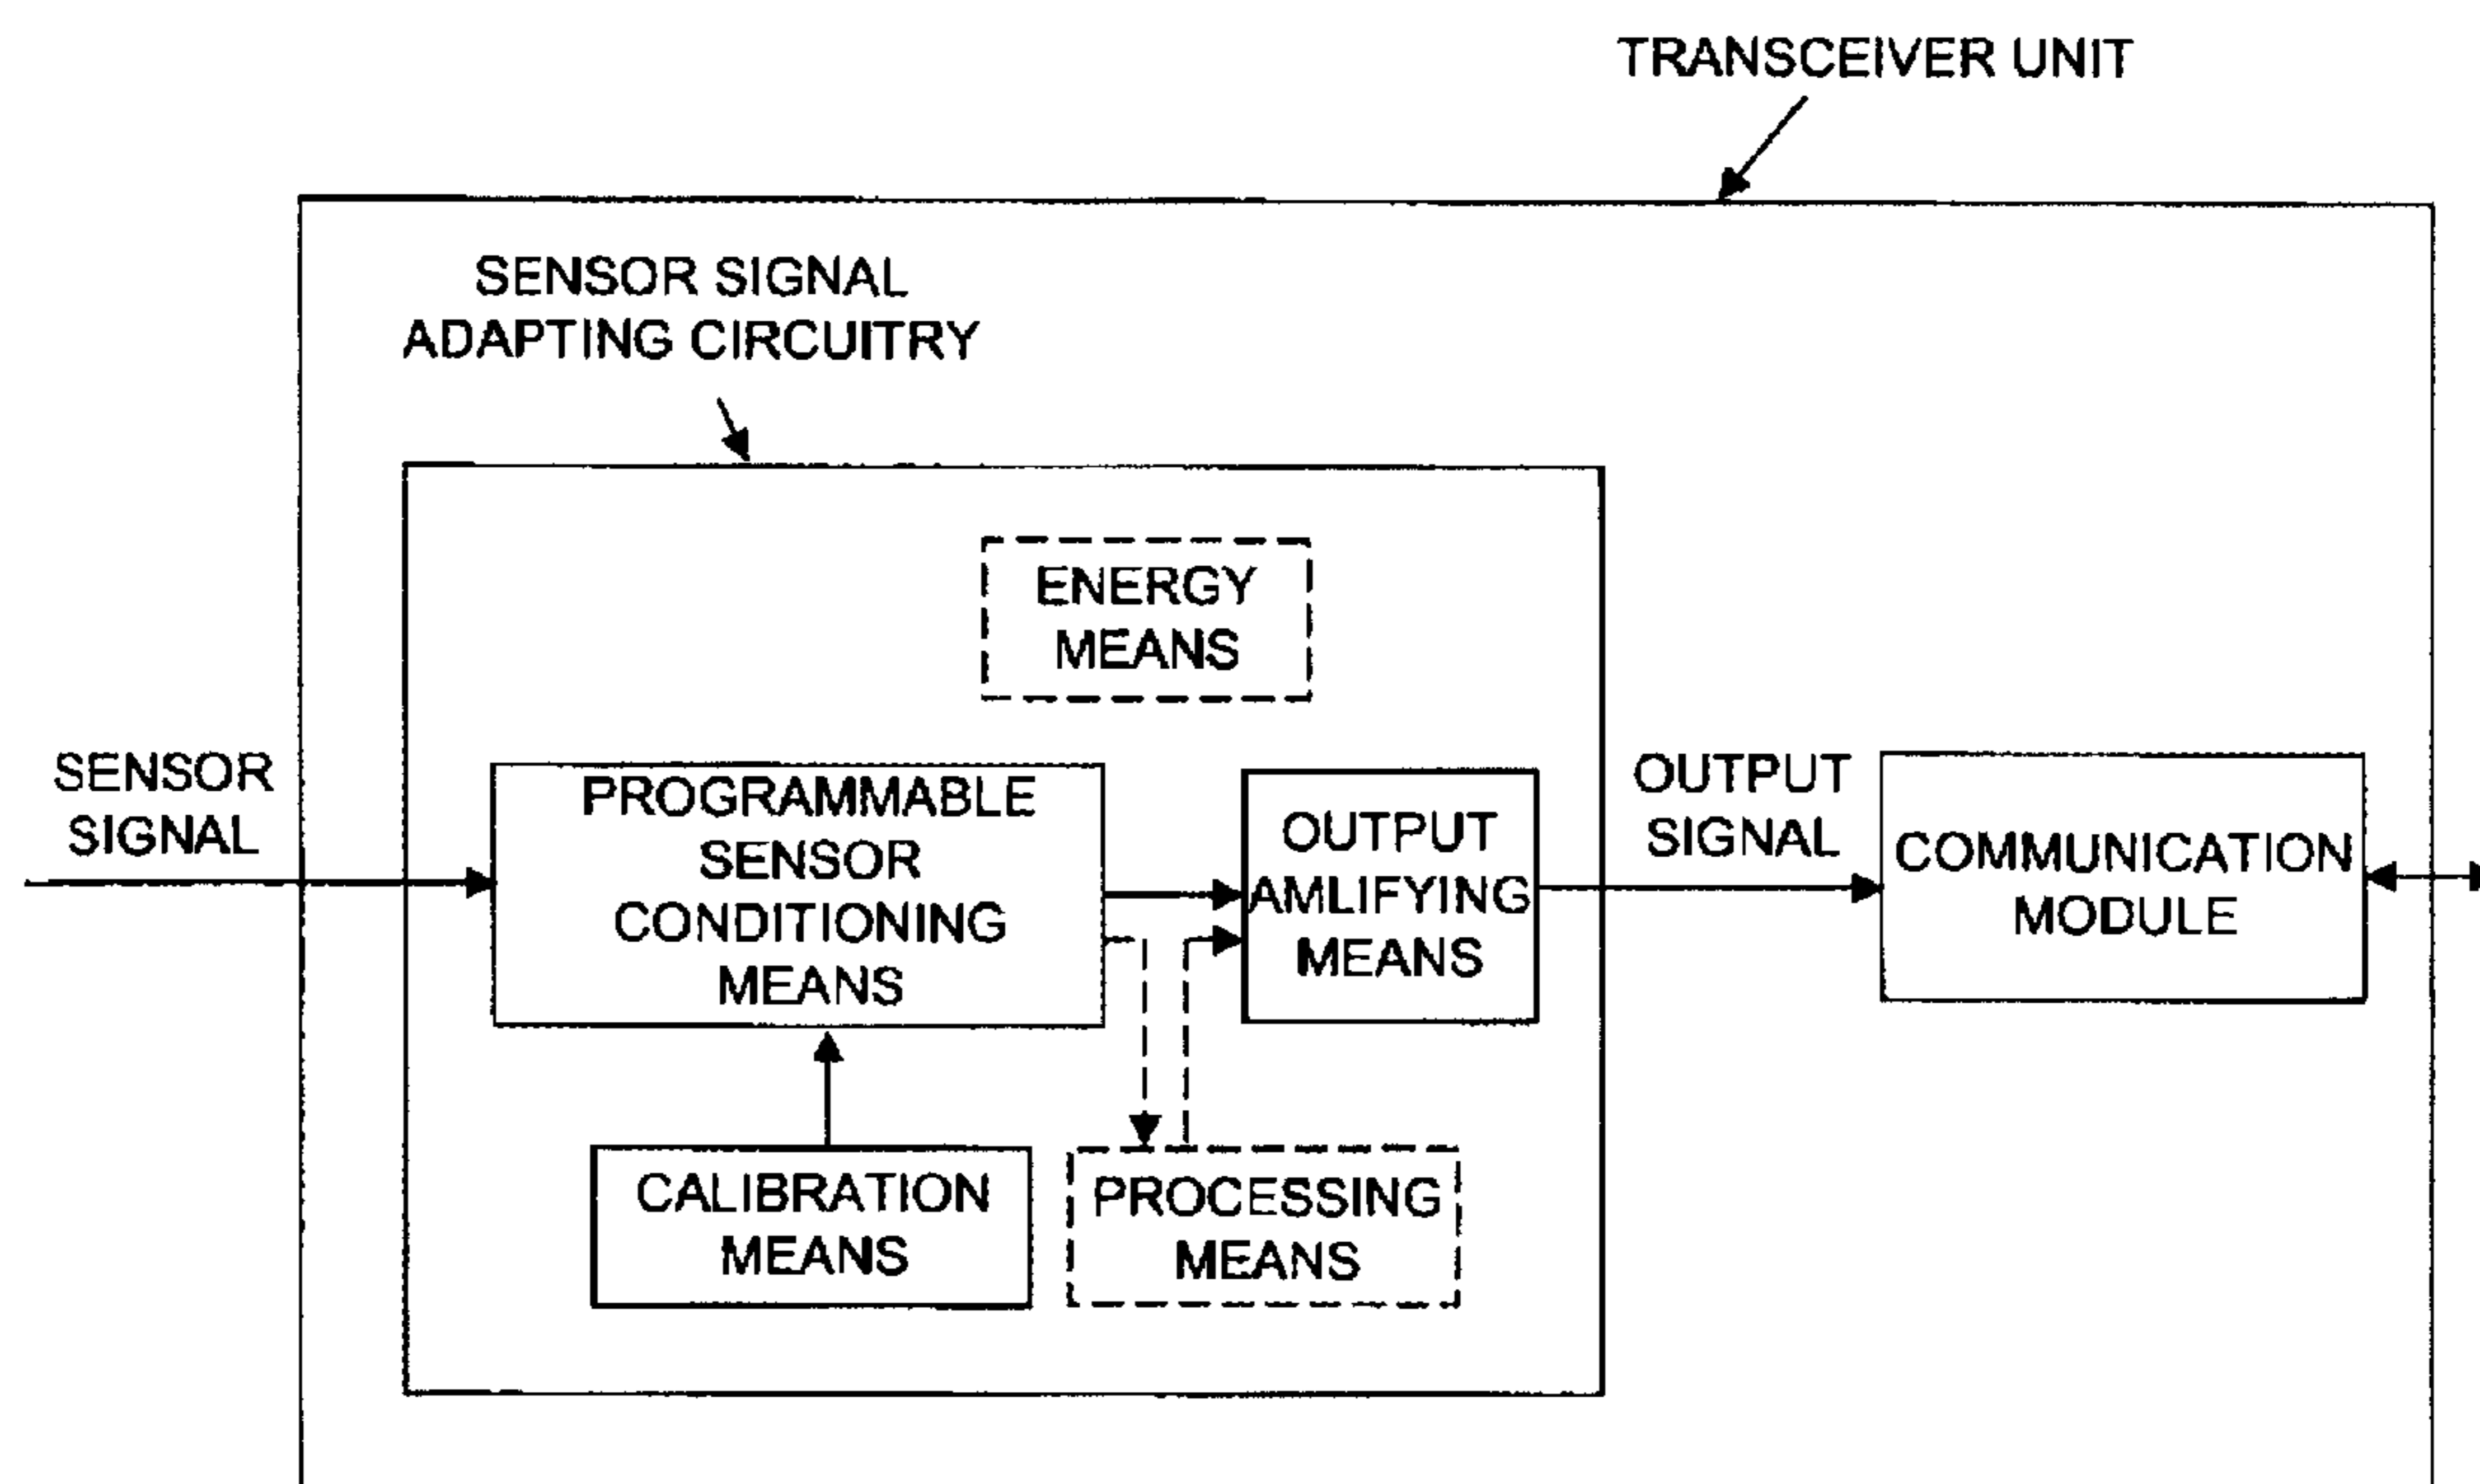 TRANSCEIVER UNIT
SENSOR SIGNAL
ADAPTING CIRCUITRY
ENERGY
MEANS
SENSOR
SIGNAL
PROGRAMMABLE
SENSOR
CONDITIONING
MEANS
OUTPUT
AMLIFYING
MEANS
OUTPUT
SIGNAL
COMMUNICATION
MODULE
CALIBRATION
MEANS
PROCESSING
MEANS